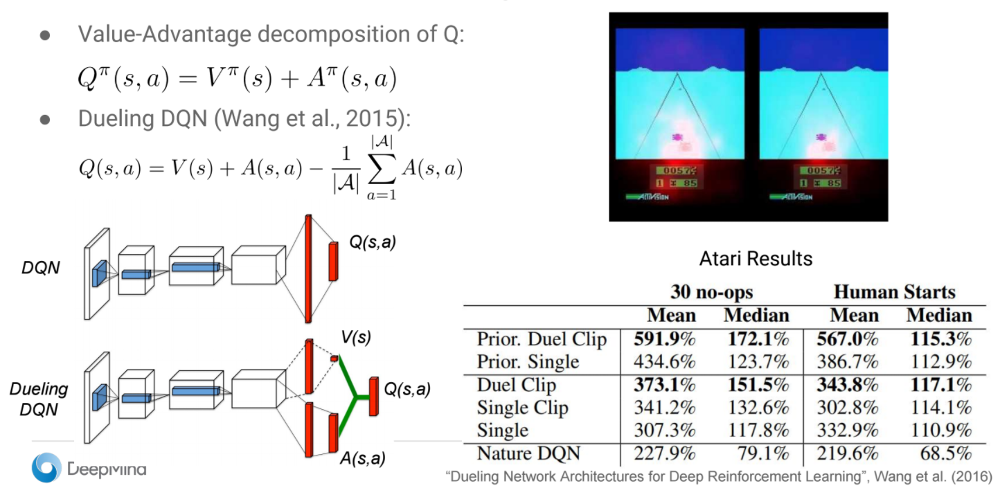 ● Value-Advantage decomposition of Q:
Q^π(s, a) = V^π(s) + A^π(s, a)
● Dueling DQN (Wang et al., 2015):
Q(s, a) = V(s) + A(s, a) − \frac{1}{|𝒜|} \sum_{a=1}^{|𝒜|} A(s, a)
DQN
Q(s,a)
Dueling
DQN
V(s)
Q(s,a)
A(s,a)
DeepMind
0057
1 85
ACTIVISION
0057
1 85
ACTIVISION
Atari Results
30 no-ops Human Starts
Mean Median Mean Median
Prior. Duel Clip 591.9% 172.1% 567.0% 115.3%
Prior. Single 434.6% 123.7% 386.7% 112.9%
Duel Clip 373.1% 151.5% 343.8% 117.1%
Single Clip 341.2% 132.6% 302.8% 114.1%
Single 307.3% 117.8% 332.9% 110.9%
Nature DQN 227.9% 79.1% 219.6% 68.5%
“Dueling Network Architectures for Deep Reinforcement Learning”, Wang et al. (2016)